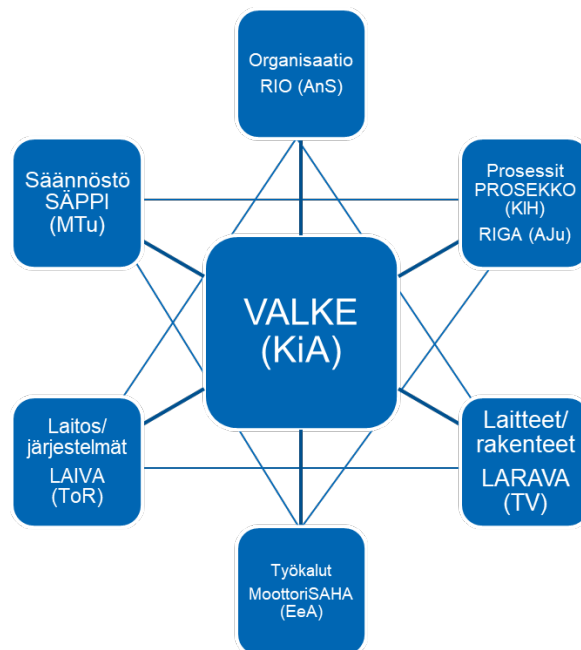 Organisaatio
RIO (AnS)
Säännöstö
SÄPPI
(MTu)
Prosessit
PROSEKKO
(KlH)
RIGA (AJu)
VALKE
(KiA)
Laitos/
järjestelmät
LAIVA
(ToR)
Laitteet/
rakenteet
LARAVA
(TV)
Työkalut
MoottoriSAHA
(EeA)